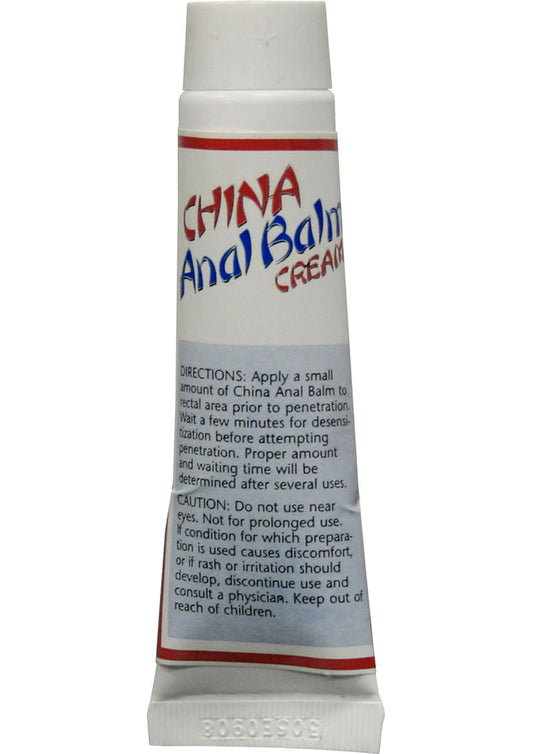 CHINA
Anal Balm
CREAM
DIRECTIONS: Apply a small
amount of China Anal Balm to
rectal area prior to penetration.
Wait a few minutes for desensi-
tization before attempting
penetration. Proper amount
and waiting time will be
determined after several uses.
CAUTION: Do not use near
eyes. Not for prolonged use.
If condition for which prepara-
tion is used causes discomfort,
or if rash or irritation should
develop, discontinue use and
consult a physician. Keep out of
reach of children.